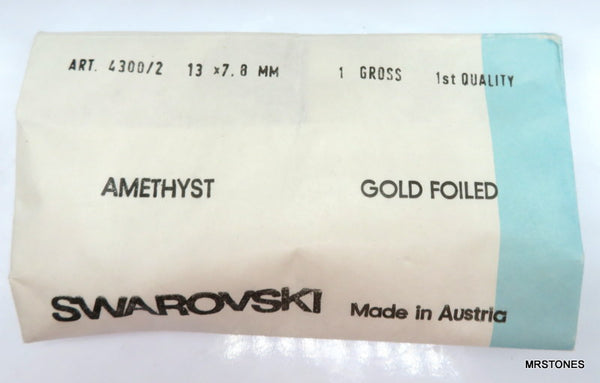 ART. 4300/2 13 x7.8 MM 1 GROSS 1st QUALITY
AMETHYST GOLD FOILED
SWAROVSKI Made in Austria
MRSTONES